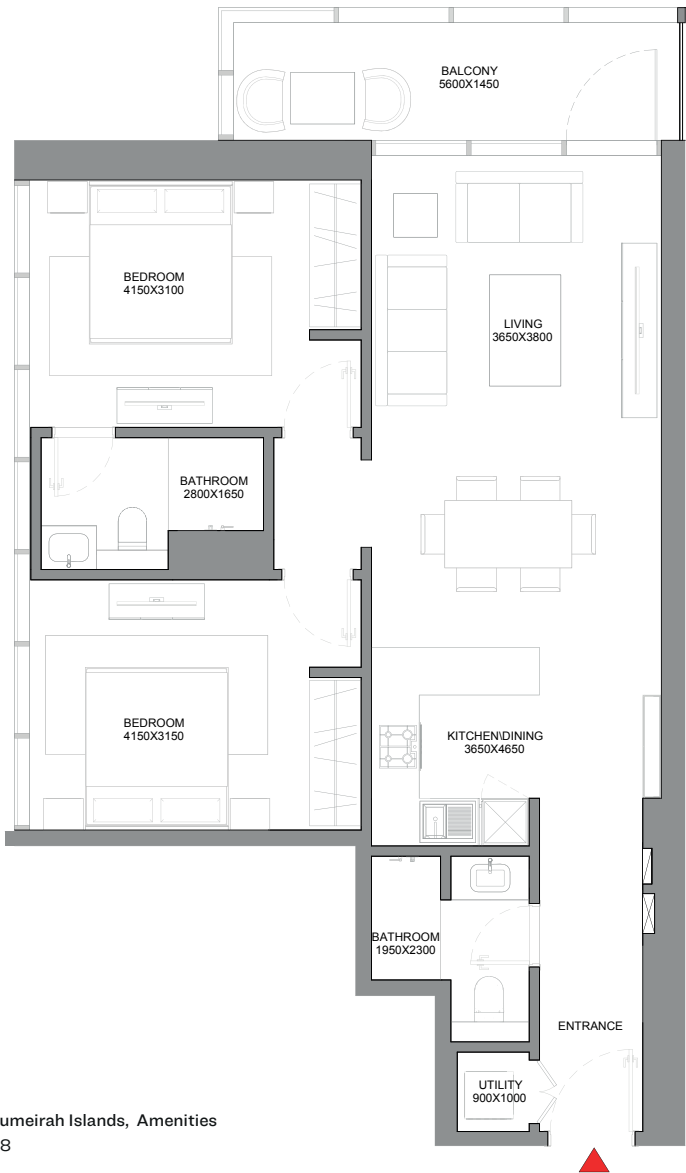 BALCONY
5600X1450
BEDROOM
4150X3100
LIVING
3650X3800
BATHROOM
2800X1650
BEDROOM
4150X3150
KITCHEN\DINING
3650X4650
BATHROOM
1950X2300
ENTRANCE
UTILITY
900X1000
umeirah Islands, Amenities
8